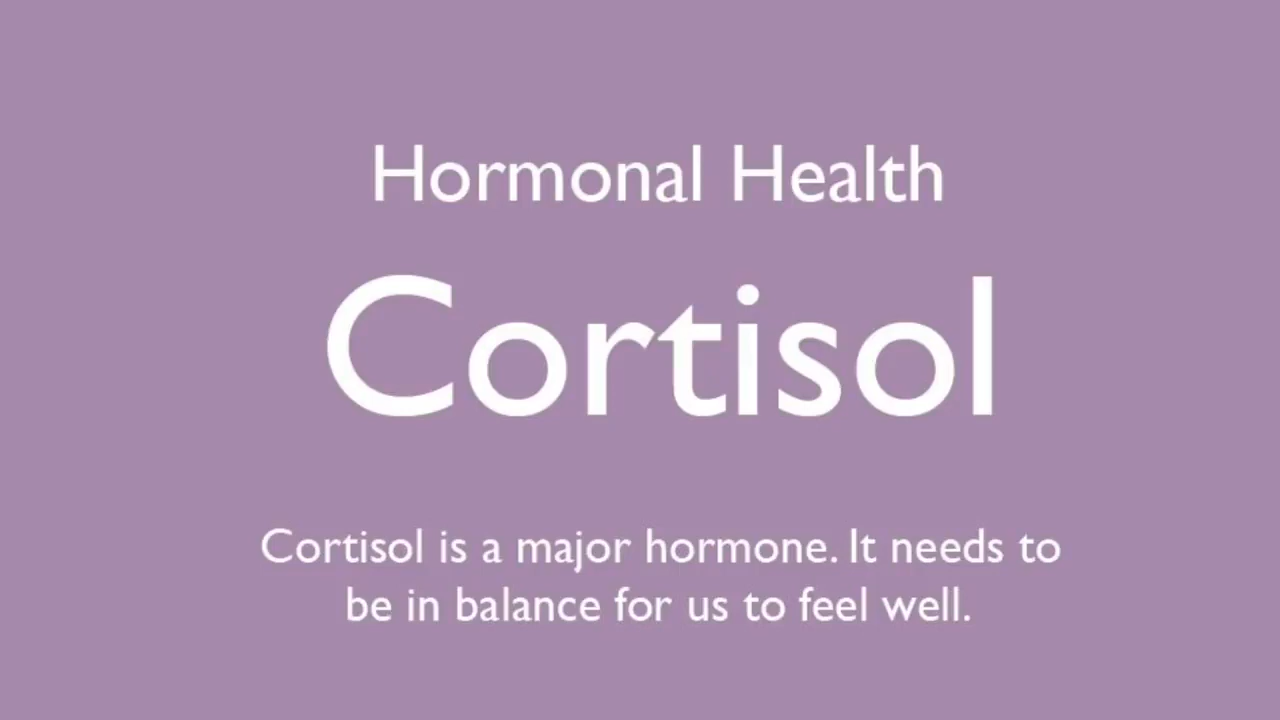 Hormonal Health
Cortisol
Cortisol is a major hormone. It needs to
be in balance for us to feel well.